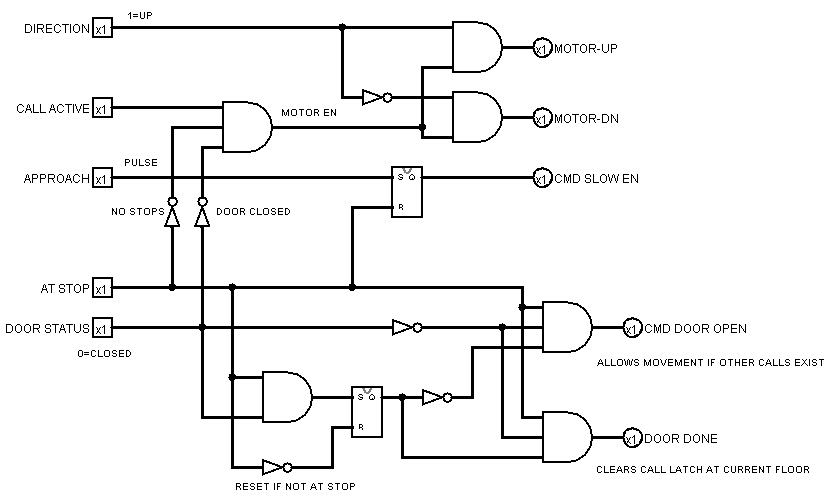 1=UP
DIRECTION x1
x1 MOTOR-UP
CALL ACTIVE x1
MOTOR EN
x1 MOTOR-DN
PULSE
APPROACH x1
S Q
R
x1 CMD SLOW EN
NO STOPS
DOOR CLOSED
AT STOP x1
DOOR STATUS x1
0=CLOSED
x1 CMD DOOR OPEN
ALLOWS MOVEMENT IF OTHER CALLS EXIST
S Q
R
x1 DOOR DONE
CLEARS CALL LATCH AT CURRENT FLOOR
RESET IF NOT AT STOP